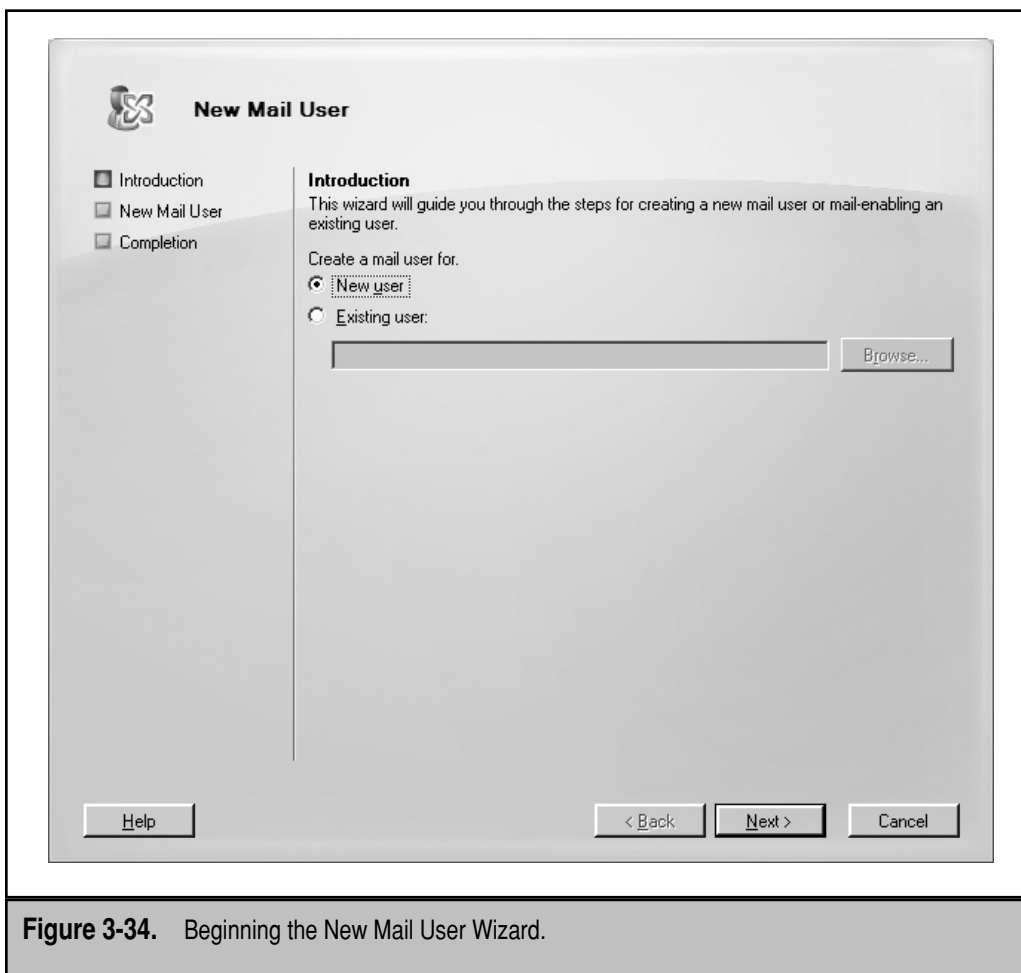 New Mail User
Introduction
New Mail User
Completion
Introduction
This wizard will guide you through the steps for creating a new mail user or mail-enabling an
existing user.
Create a mail user for.
New user
Existing user:
Browse...
Help
< Back
Next >
Cancel
Figure 3-34. Beginning the New Mail User Wizard.